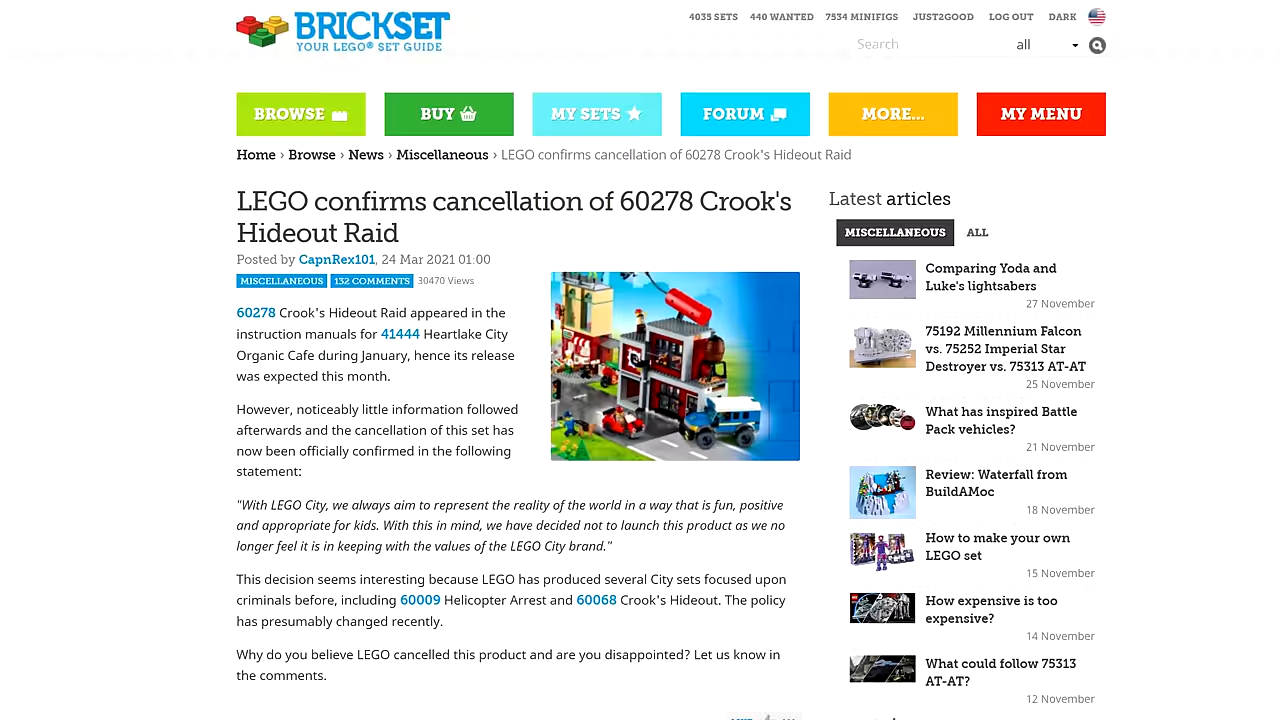 BRICKSET
YOUR LEGO® SET GUIDE
4035 SETS 440 WANTED 7534 MINIFIGS JUST2GOOD LOG OUT DARK
Search all
BROWSE BUY MY SETS FORUM MORE... MY MENU
Home › Browse › News › Miscellaneous › LEGO confirms cancellation of 60278 Crook's Hideout Raid
LEGO confirms cancellation of 60278 Crook's
Hideout Raid
Posted by CapnRex101, 24 Mar 2021 01:00
MISCELLANEOUS 132 COMMENTS 30470 Views
60278 Crook's Hideout Raid appeared in the
instruction manuals for 41444 Heartlake City
Organic Cafe during January, hence its release
was expected this month.
However, noticeably little information followed
afterwards and the cancellation of this set has
now been officially confirmed in the following
statement:
"With LEGO City, we always aim to represent the reality of the world in a way that is fun, positive
and appropriate for kids. With this in mind, we have decided not to launch this product as we no
longer feel it is in keeping with the values of the LEGO City brand."
This decision seems interesting because LEGO has produced several City sets focused upon
criminals before, including 60009 Helicopter Arrest and 60068 Crook's Hideout. The policy
has presumably changed recently.
Why do you believe LEGO cancelled this product and are you disappointed? Let us know in
the comments.
Latest articles
MISCELLANEOUS ALL
Comparing Yoda and
Luke's lightsabers
27 November
75192 Millennium Falcon
vs. 75252 Imperial Star
Destroyer vs. 75313 AT-AT
25 November
What has inspired Battle
Pack vehicles?
21 November
Review: Waterfall from
BuildAMoc
18 November
How to make your own
LEGO set
15 November
How expensive is too
expensive?
14 November
What could follow 75313
AT-AT?
12 November